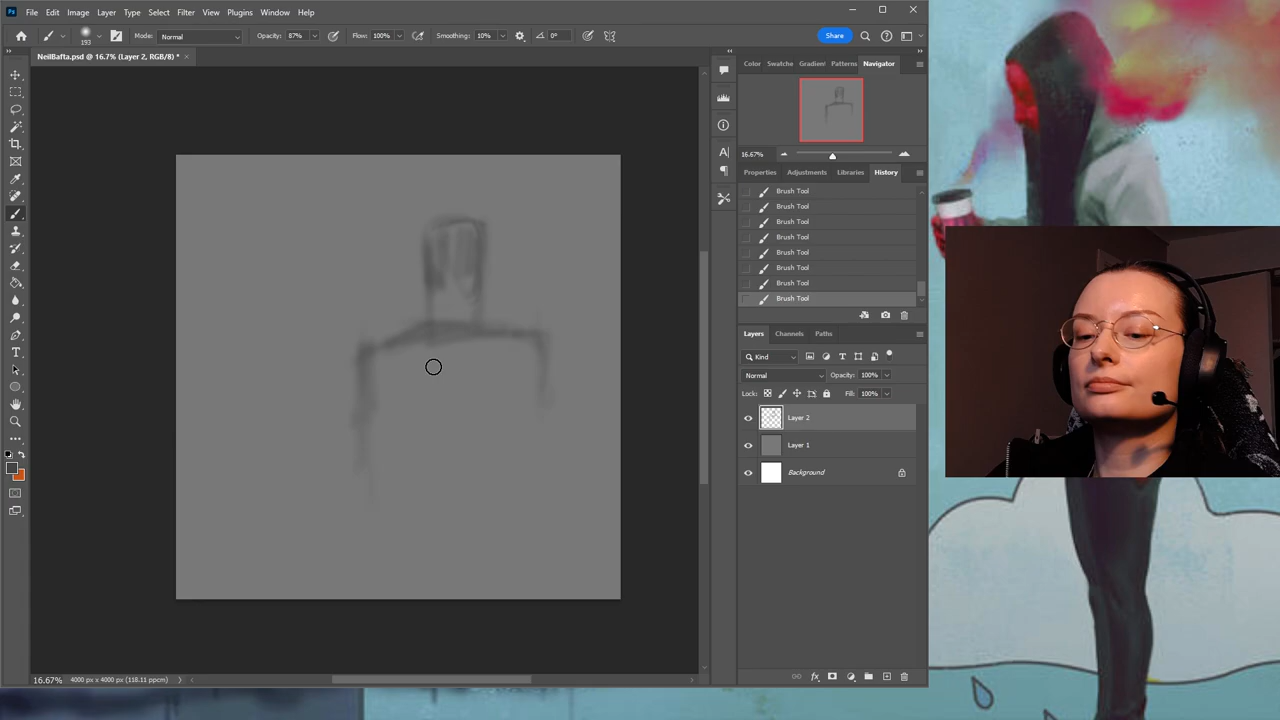 Ps File Edit Image Layer Type Select Filter View Plugins Window Help
193 Mode: Normal Opacity: 87% Flow: 100% Smoothing: 10% 0° Share
NeilBafta.psd @ 16.7% (Layer 2, RGB/8) *
Color Swatche Gradien Patterns Navigator
16.67%
Properties Adjustments Libraries History
Brush Tool
Brush Tool
Brush Tool
Brush Tool
Brush Tool
Brush Tool
Brush Tool
Brush Tool
Layers Channels Paths
Kind
Normal Opacity: 100%
Lock: Fill: 100%
Layer 2
Layer 1
Background
16.67% 4000 px x 4000 px (118.11 ppcm)